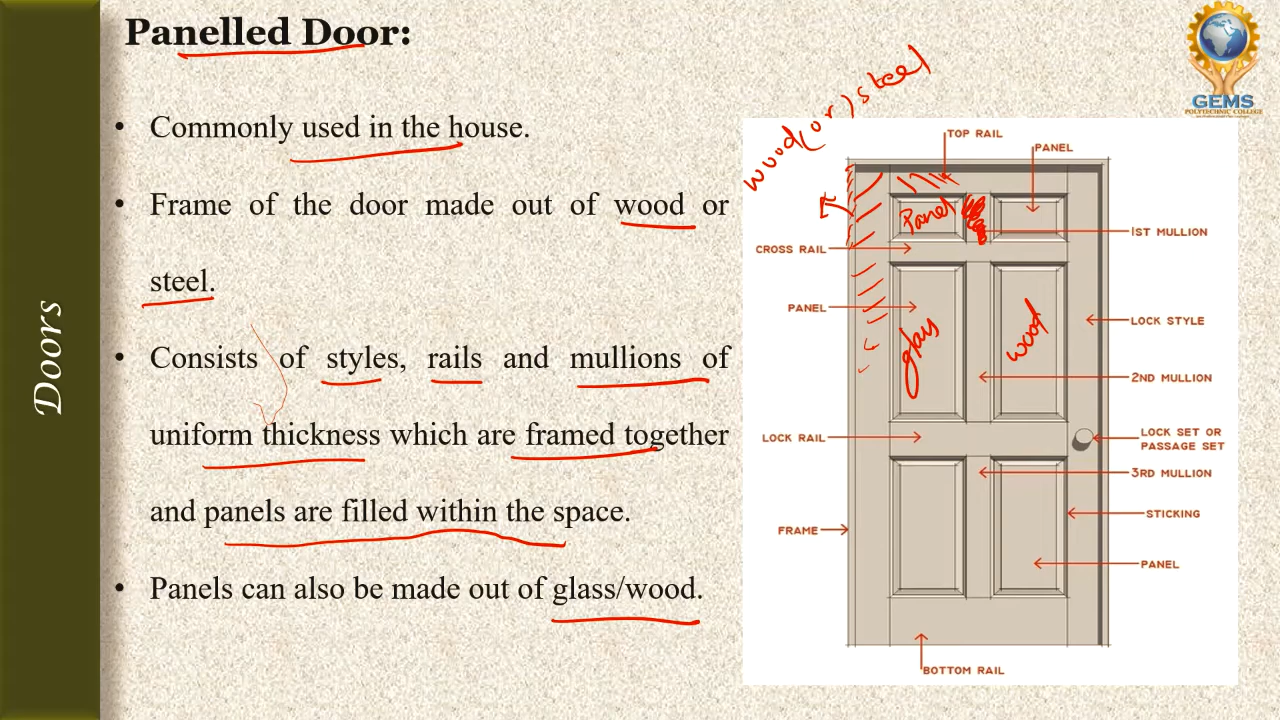 Panelled Door:
• Commonly used in the house.
• Frame of the door made out of wood or
steel.
• Consists of styles, rails and mullions of
uniform thickness which are framed together
and panels are filled within the space.
• Panels can also be made out of glass/wood.
Doors
GEMS
POLYTECHNIC COLLEGE
wood(or)steel
TOP RAIL
PANEL
Panel
1ST MULLION
CROSS RAIL
PANEL
LOCK STYLE
glass
wood
2ND MULLION
LOCK RAIL
LOCK SET OR
PASSAGE SET
3RD MULLION
STICKING
FRAME
PANEL
BOTTOM RAIL